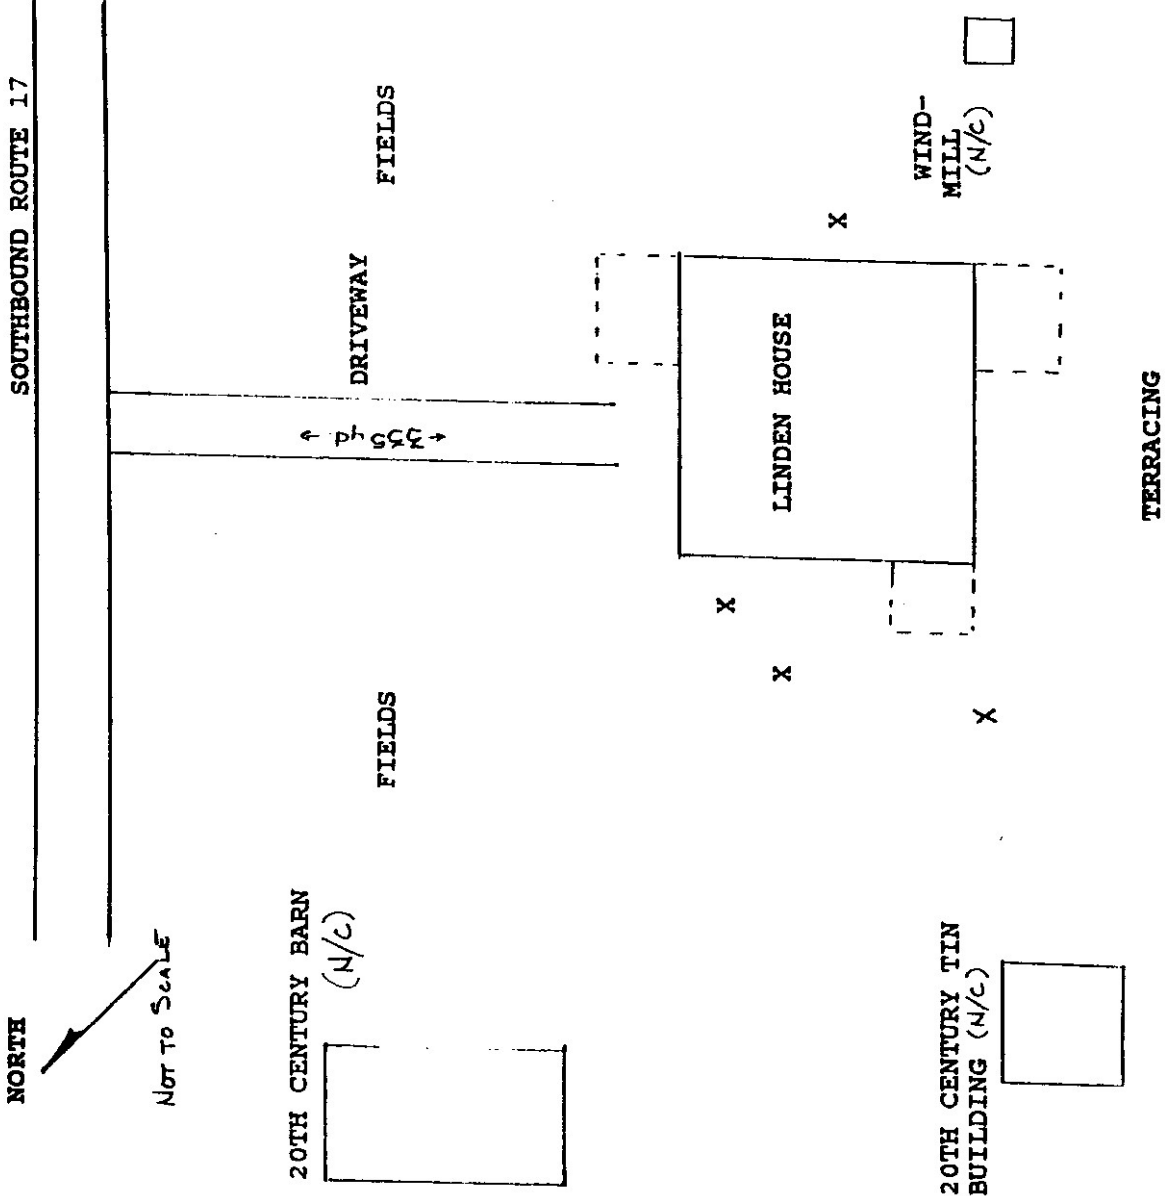 NORTH
SOUTHBOUND ROUTE 17
NOT TO SCALE
20TH CENTURY BARN
(N/C)
DRIVEWAY
← 335 yd →
FIELDS
FIELDS
X
X
LINDEN HOUSE
X
WIND-
MILL
(N/C)
20TH CENTURY TIN
BUILDING (N/C)
X
TERRACING